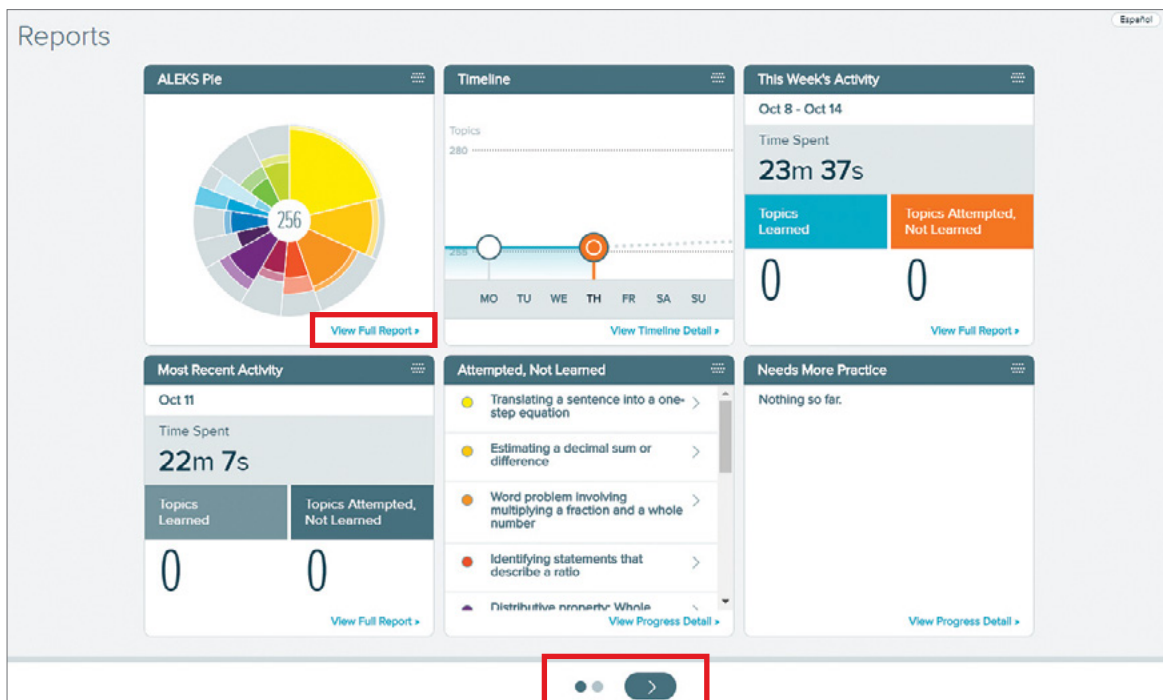 Español
Reports
ALEKS Pie
256
View Full Report »
Timeline
Topics
280
255
MO TU WE TH FR SA SU
View Timeline Detail »
This Week's Activity
Oct 8 - Oct 14
Time Spent
23m 37s
Topics
Learned
Topics Attempted,
Not Learned
0
0
View Full Report »
Most Recent Activity
Oct 11
Time Spent
22m 7s
Topics
Learned
Topics Attempted,
Not Learned
0
0
View Full Report »
Attempted, Not Learned
Translating a sentence into a one-
step equation
Estimating a decimal sum or
difference
Word problem involving
multiplying a fraction and a whole
number
Identifying statements that
describe a ratio
Distributive property: Whole
View Progress Detail »
Needs More Practice
Nothing so far.
View Progress Detail »